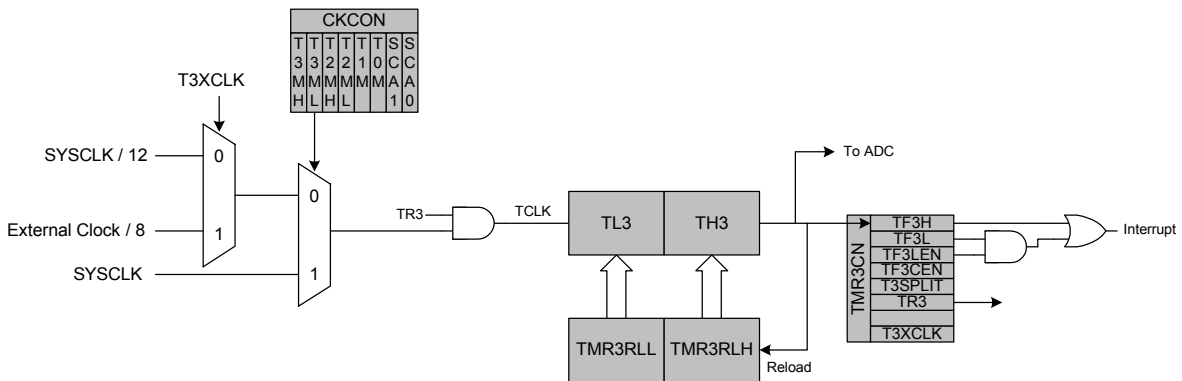 CKCON
T3MH
T3ML
T2MH
T2ML
T1M
T0M
SCA1
SCA0
T3XCLK
SYSCLK / 12
0
External Clock / 8
1
SYSCLK
0
1
TR3
TCLK
TL3
TH3
To ADC
TMR3RLL
TMR3RLH
Reload
TMR3CN
TF3H
TF3L
TF3LEN
TF3CEN
T3SPLIT
TR3
T3XCLK
Interrupt